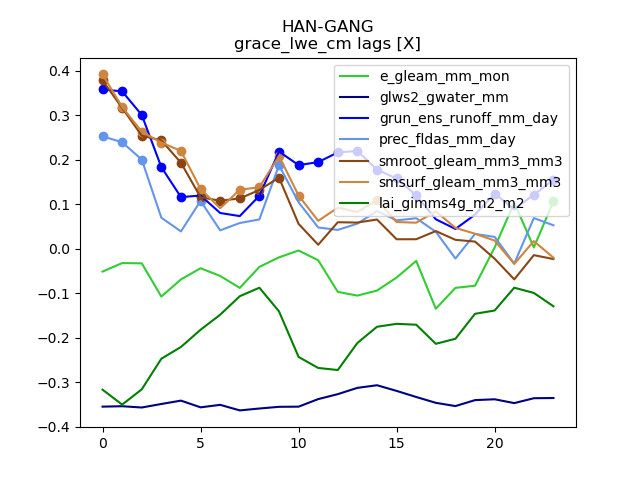 HAN-GANG
grace_lwe_cm lags [X]
e_gleam_mm_mon
glws2_gwater_mm
grun_ens_runoff_mm_day
prec_fldas_mm_day
smroot_gleam_mm3_mm3
smsurf_gleam_mm3_mm3
lai_gimms4g_m2_m2
0.4
0.3
0.2
0.1
0.0
−0.1
−0.2
−0.3
−0.4
0
5
10
15
20